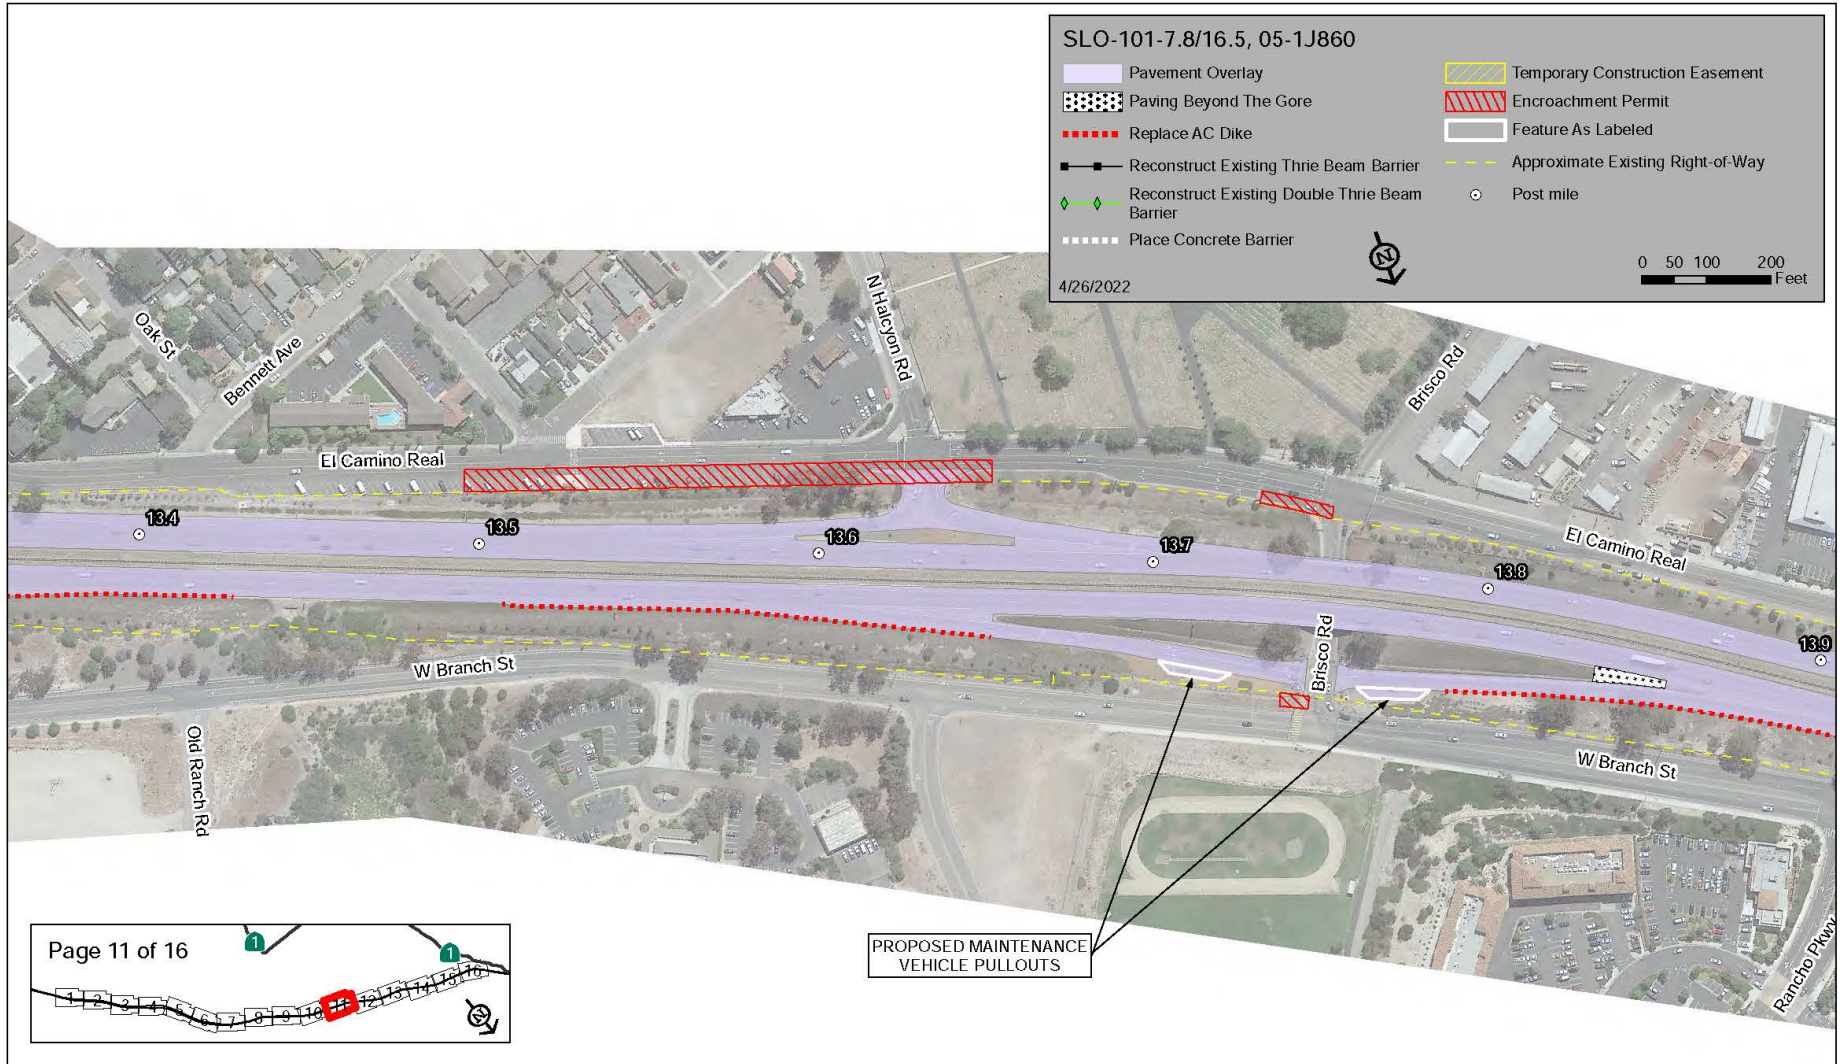 SLO-101-7.8/16.5, 05-1J860
Pavement Overlay
Paving Beyond The Gore
Replace AC Dike
Reconstruct Existing Thrie Beam Barrier
Reconstruct Existing Double Thrie Beam
Barrier
Place Concrete Barrier
Temporary Construction Easement
Encroachment Permit
Feature As Labeled
Approximate Existing Right-of-Way
Post mile
N
4/26/2022
0 50 100 200
Feet
Oak St
Bennett Ave
N Halcyon Rd
Brisco Rd
El Camino Real
El Camino Real
13.4
13.5
13.6
13.7
13.8
13.9
Brisco Rd
W Branch St
W Branch St
Old Ranch Rd
Rancho Pkwy
PROPOSED MAINTENANCE
VEHICLE PULLOUTS
Page 11 of 16
1
1
1 2 3 4 5 6 7 8 9 10 11 12 13 14 15 16
N